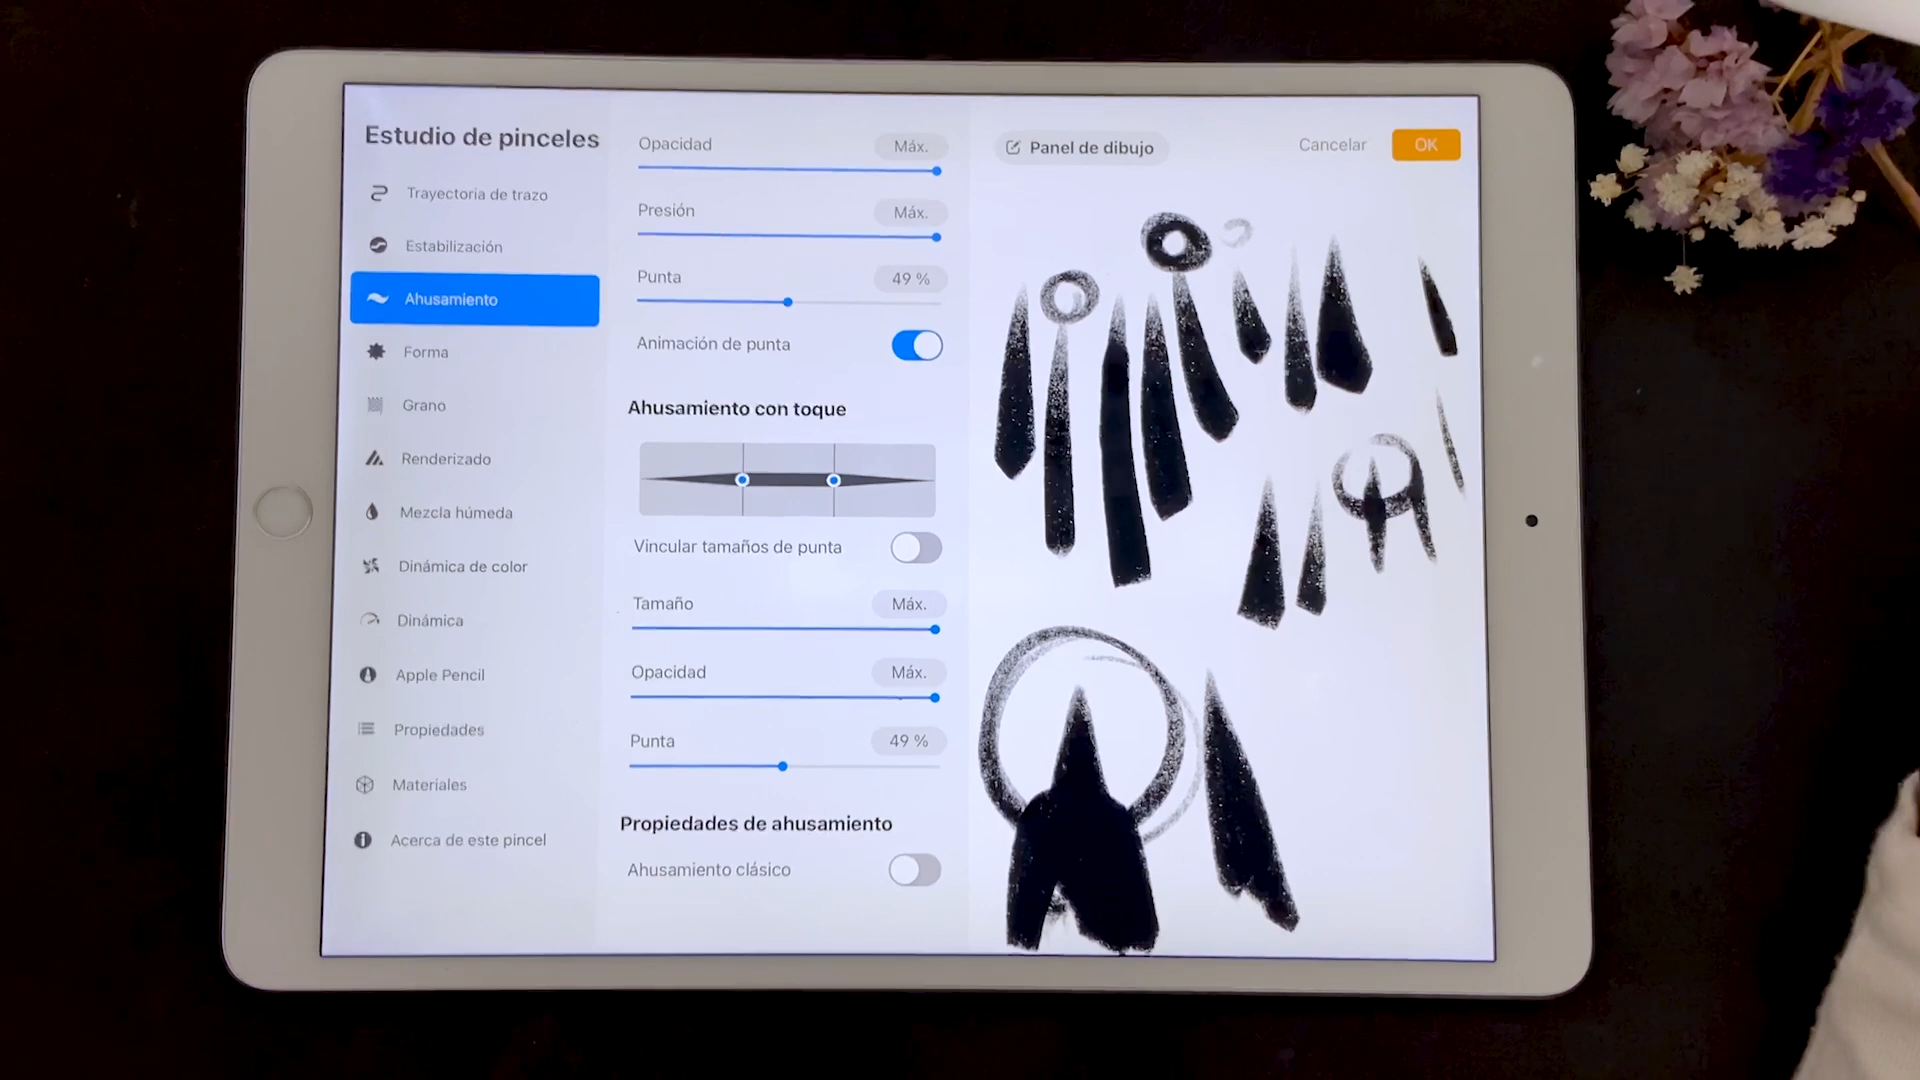 Estudio de pinceles
Trayectoria de trazo
Estabilización
Ahusamiento
Forma
Grano
Renderizado
Mezcla húmeda
Dinámica de color
Dinámica
Apple Pencil
Propiedades
Materiales
Acerca de este pincel
Opacidad Máx.
Presión Máx.
Punta 49 %
Animación de punta
Ahusamiento con toque
Vincular tamaños de punta
Tamaño Máx.
Opacidad Máx.
Punta 49 %
Propiedades de ahusamiento
Ahusamiento clásico
Panel de dibujo
Cancelar
OK